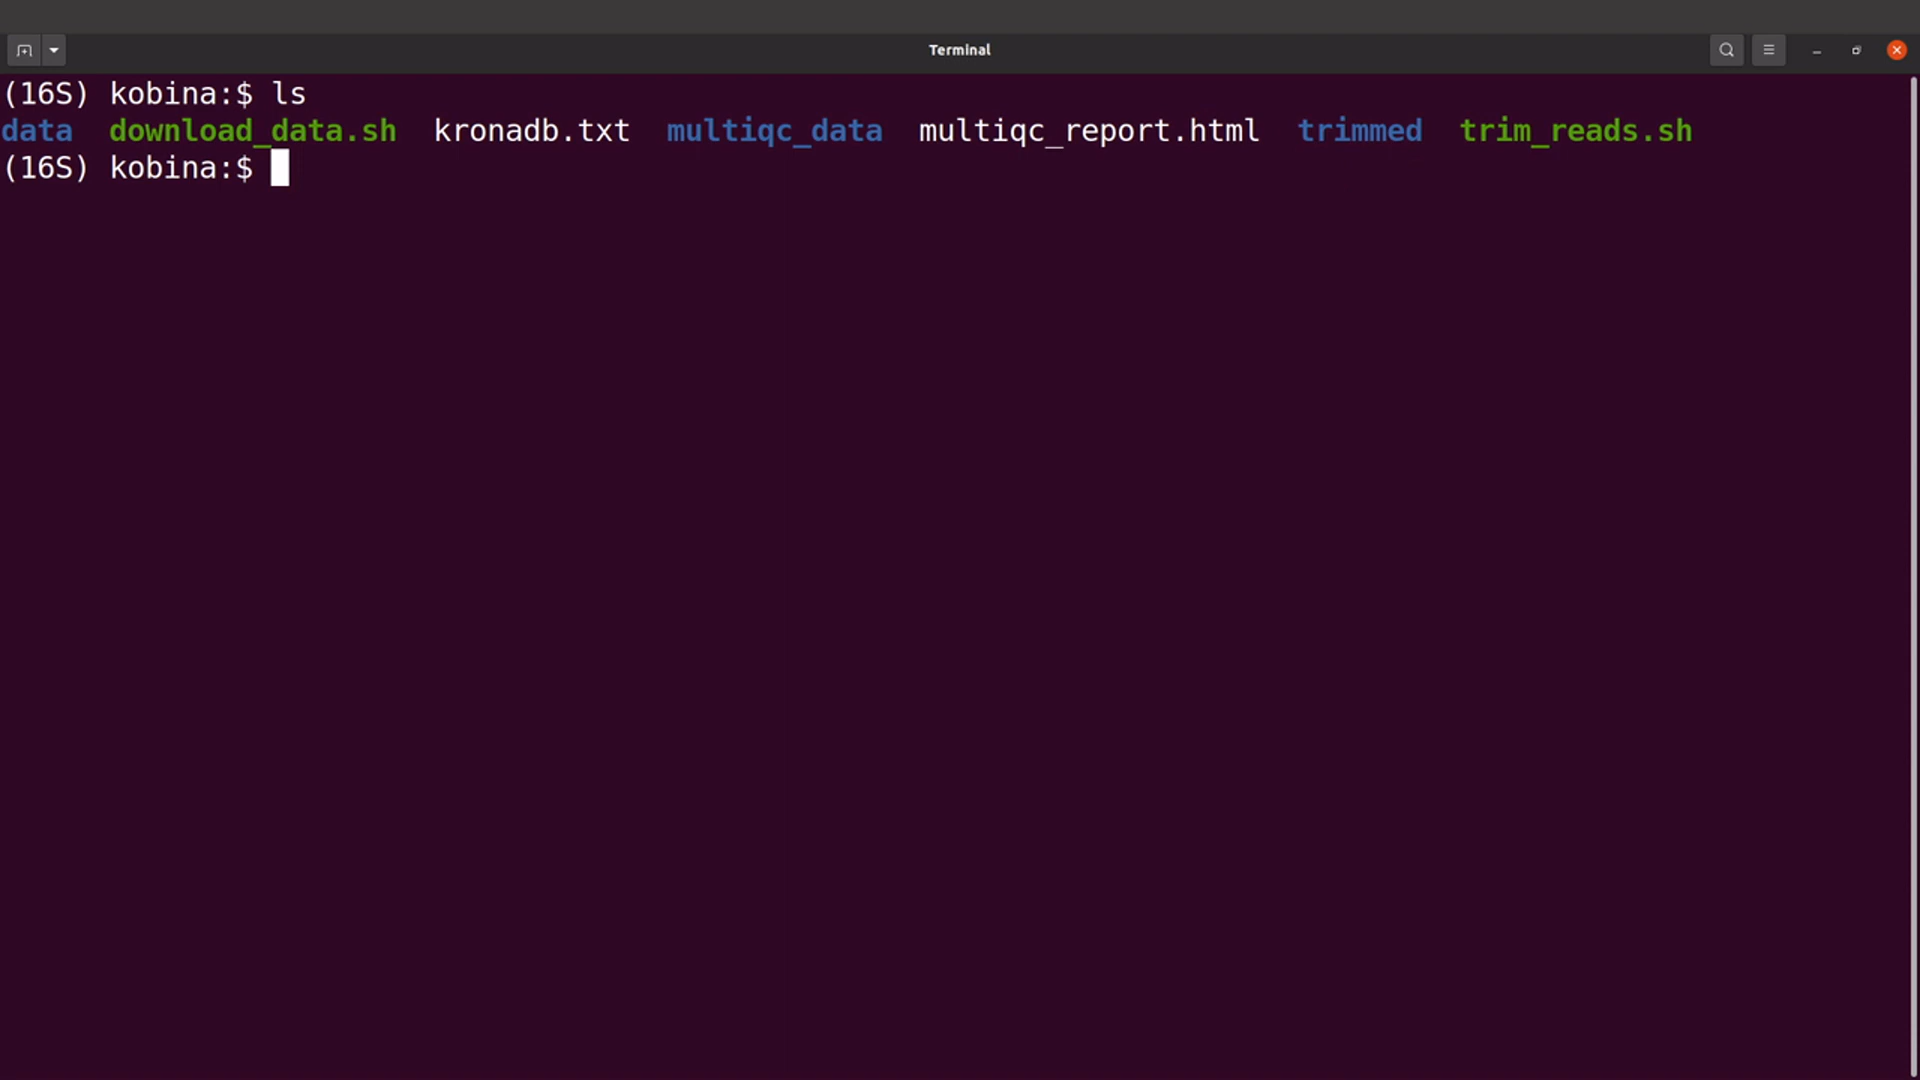 Terminal
(16S) kobina:$ ls
data  download_data.sh  kronadb.txt  multiqc_data  multiqc_report.html  trimmed  trim_reads.sh
(16S) kobina:$